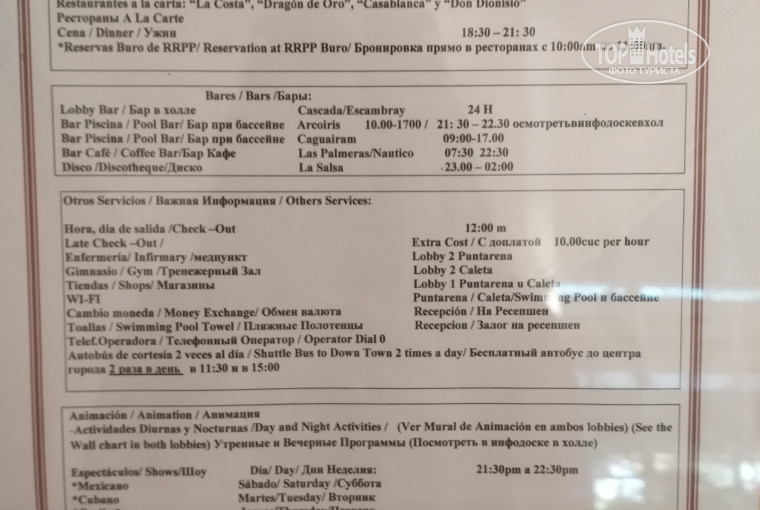 Restaurantes a la carta: “La Costa”, “Dragón de Oro”, “Casablanca” y “Don Dionisio”
Рестораны A La Carte
Cena / Dinner / Ужин 18:30 – 21: 30
*Reservas Buro de RRPP/ Reservation at RRPP Buro/ Бронировка прямо в ресторанах с 10:00am
TOP Hotels
ФОТО ТУРИСТА
Bares / Bars /Бары:
Lobby Bar / Бар в холле Cascada/Escambray 24 H
Bar Piscina / Pool Bar/ Бар при бассейне Arcoiris 10.00-1700 / 21: 30 – 22.30 осмотретьвинфодоскевхол
Bar Piscina / Pool Bar/ Бар при бассейне Caguairam 09:00-17.00
Bar Café / Coffee Bar/Бар Кафе Las Palmeras/Nautico 07:30 22:30
Disco /Discotheque/Диско La Salsa -23.00 – 02:00
Otros Servicios / Важная Информация / Others Services:
Hora, día de salida /Check –Out 12:00 m
Late Check –Out / Extra Cost / С доплатой 10.00cuc per hour
Enfermería/ Infirmary /медпункт Lobby 2 Puntarena
Gimnasio / Gym /Тренежерный Зал Lobby 2 Caleta
Tiendas / Shops/ Магазины Lobby 1 Puntarena u Caleta
WI-FI Puntarena / Caleta/Swimming Pool и бассейне
Cambio moneda / Money Exchange/ Обмен валюта Recepción / На Ресепшен
Toallas / Swimming Pool Towel / Пляжные Полотенцы Recepcion / Залог на ресепшен
Telef.Operadora / Телефонный Оператор / Operator Dial 0
Autobús de cortesía 2 veces al día / Shuttle Bus to Down Town 2 times a day/ Бесплатный автобус до центра
города 2 раза в день в 11:30 и в 15:00
Animación / Animation / Анимация
-Actividades Diurnas y Nocturnas /Day and Night Activities / (Ver Mural de Animación en ambos lobbies) (See the
Wall chart in both lobbies) Утренные и Вечерные Программы (Посмотреть в инфодоске в холле)
Espectáculos/ Shows/Шоу Día/ Day/ Дни Неделия: 21:30pm a 22:30pm
*Mexicano Sábado/ Saturday /Суббота
*Cubano Martes/Tuesday/ Вторник